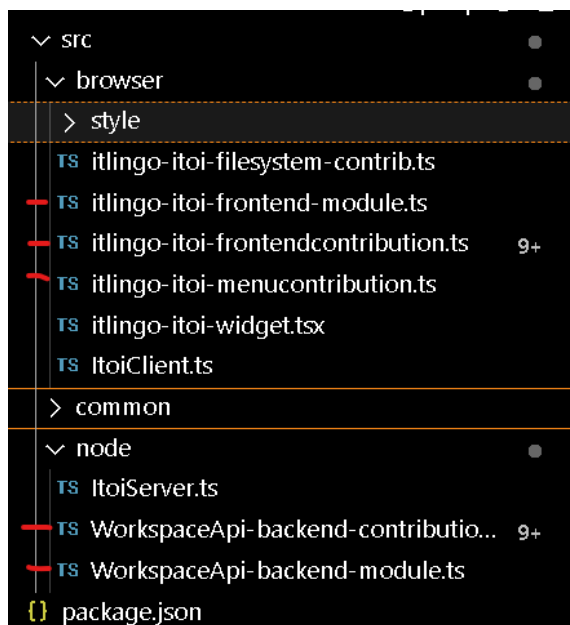 src
browser
style
TS itlingo-itoi-filesystem-contrib.ts
TS itlingo-itoi-frontend-module.ts
TS itlingo-itoi-frontendcontribution.ts 9+
TS itlingo-itoi-menucontribution.ts
TS itlingo-itoi-widget.tsx
TS ItoiClient.ts
common
node
TS ItoiServer.ts
TS WorkspaceApi-backend-contributio... 9+
TS WorkspaceApi-backend-module.ts
{} package.json